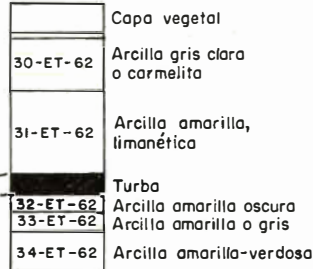 Capa vegetal
30-ET-62
Arcilla gris clara
o carmelita
31-ET-62
Arcilla amarilla,
limanética
Turba
32-ET-62 Arcilla amarilla oscura
33-ET-62 Arcilla amarilla o gris
34-ET-62 Arcilla amarilla-verdosa